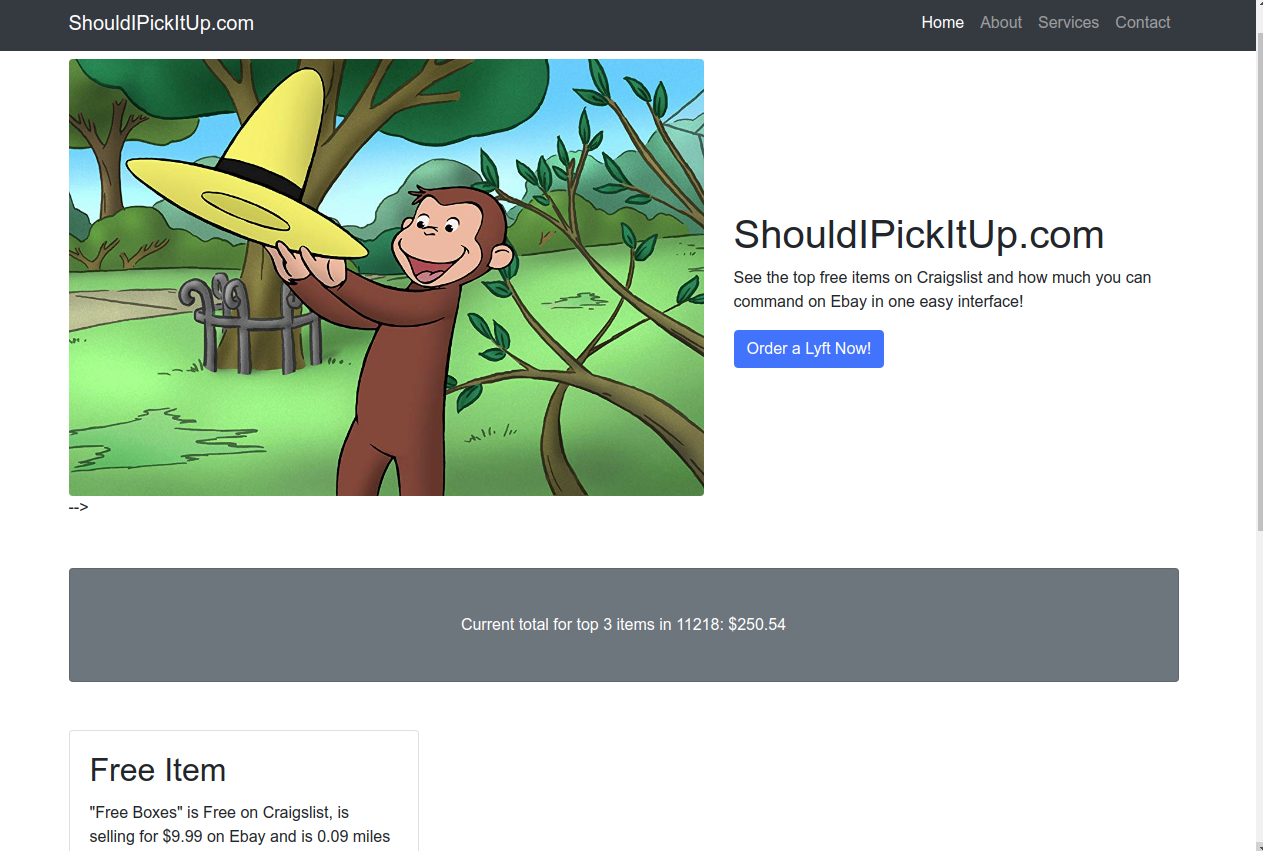 ShouldIPickItUp.com
Home About Services Contact
ShouldIPickItUp.com
See the top free items on Craigslist and how much you can
command on Ebay in one easy interface!
Order a Lyft Now!
-->
Current total for top 3 items in 11218: $250.54
Free Item
"Free Boxes" is Free on Craigslist, is
selling for $9.99 on Ebay and is 0.09 miles